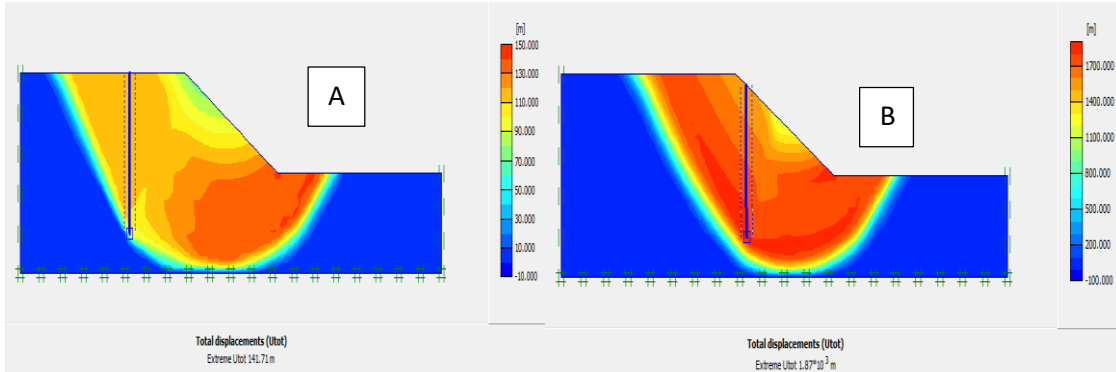 [m]
150.000
130.000
110.000
90.000
70.000
50.000
30.000
10.000
-10.000
A
Total displacements (Utot)
Extreme Utot 141.71 m
[m]
1700.000
1400.000
1100.000
800.000
500.000
200.000
-100.000
B
Total displacements (Utot)
Extreme Utot 1.87*10 3 m